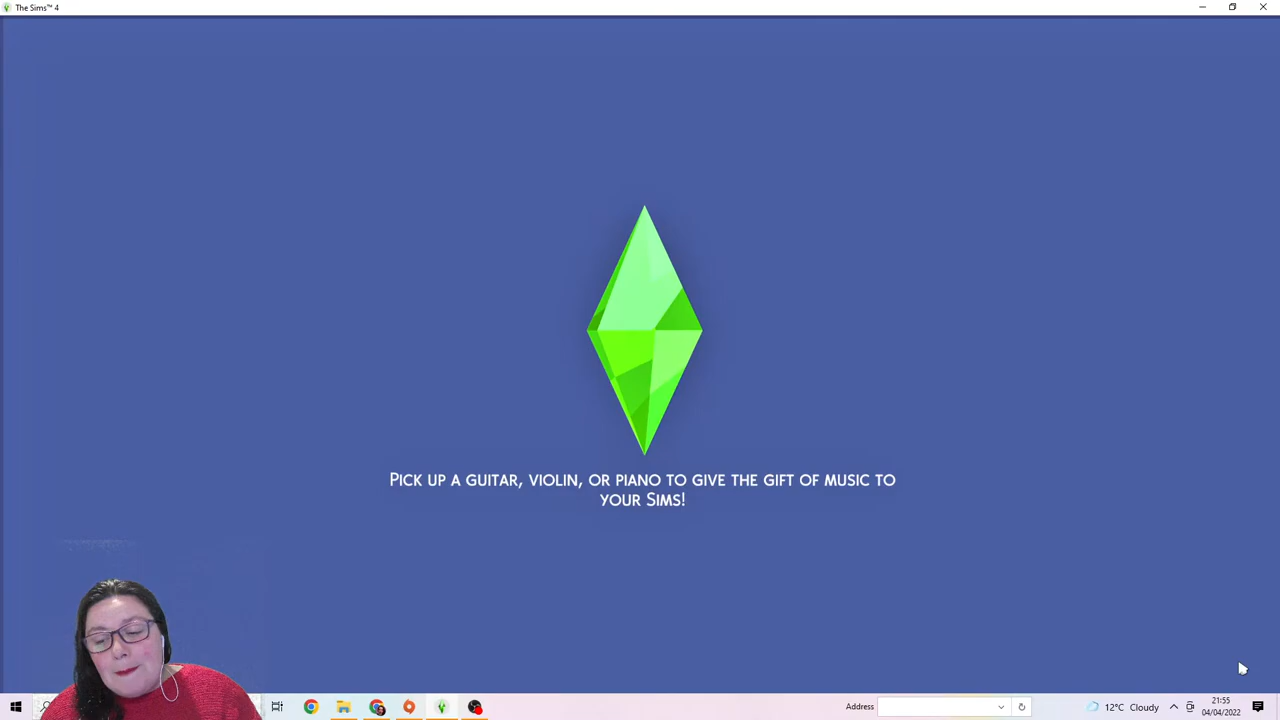 The Sims™ 4
PICK UP A GUITAR, VIOLIN, OR PIANO TO GIVE THE GIFT OF MUSIC TO
YOUR SIMS!
Address
12°C Cloudy
21:55
04/04/2022